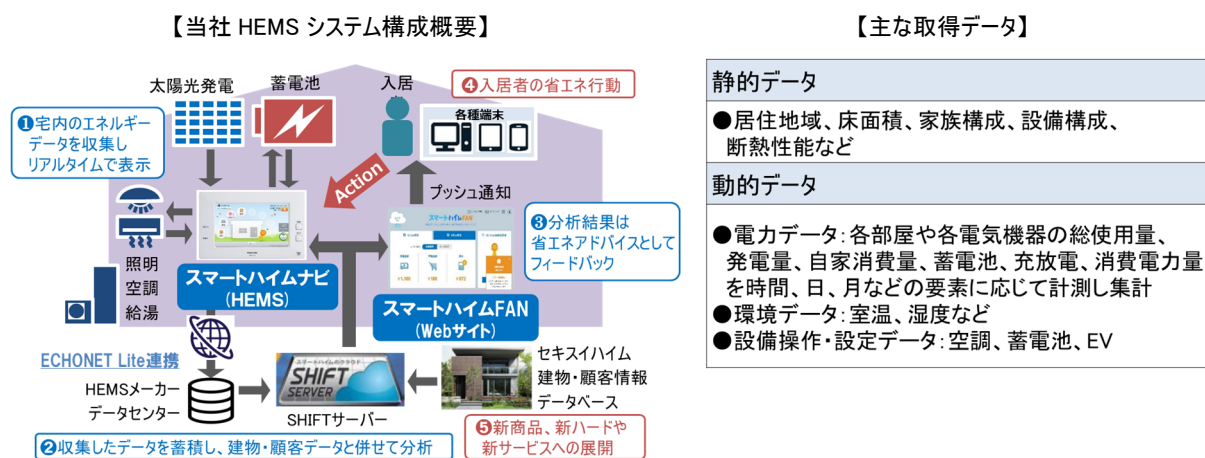 【当社 HEMS システム構成概要】
太陽光発電
蓄電池
入居
❹入居者の省エネ行動
各種端末
❶宅内のエネルギー
データを収集し
リアルタイムで表示
Action
プッシュ通知
スマートハイムFAN
❸分析結果は
省エネアドバイスとして
フィードバック
照明
空調
給湯
スマートハイムナビ
(HEMS)
スマートハイムFAN
(Webサイト)
ECHONET Lite連携
HEMSメーカー
データセンター
スマートハイムのクラウド
SHIFT
SERVER
SHIFTサーバー
セキスイハイム
建物・顧客情報
データベース
❷収集したデータを蓄積し、建物・顧客データと併せて分析
❺新商品、新ハードや
新サービスへの展開
【主な取得データ】
静的データ
●居住地域、床面積、家族構成、設備構成、
断熱性能など
動的データ
●電力データ：各部屋や各電気機器の総使用量、
発電量、自家消費量、蓄電池、充放電、消費電力量
を時間、日、月などの要素に応じて計測し集計
●環境データ：室温、湿度など
●設備操作・設定データ：空調、蓄電池、EV